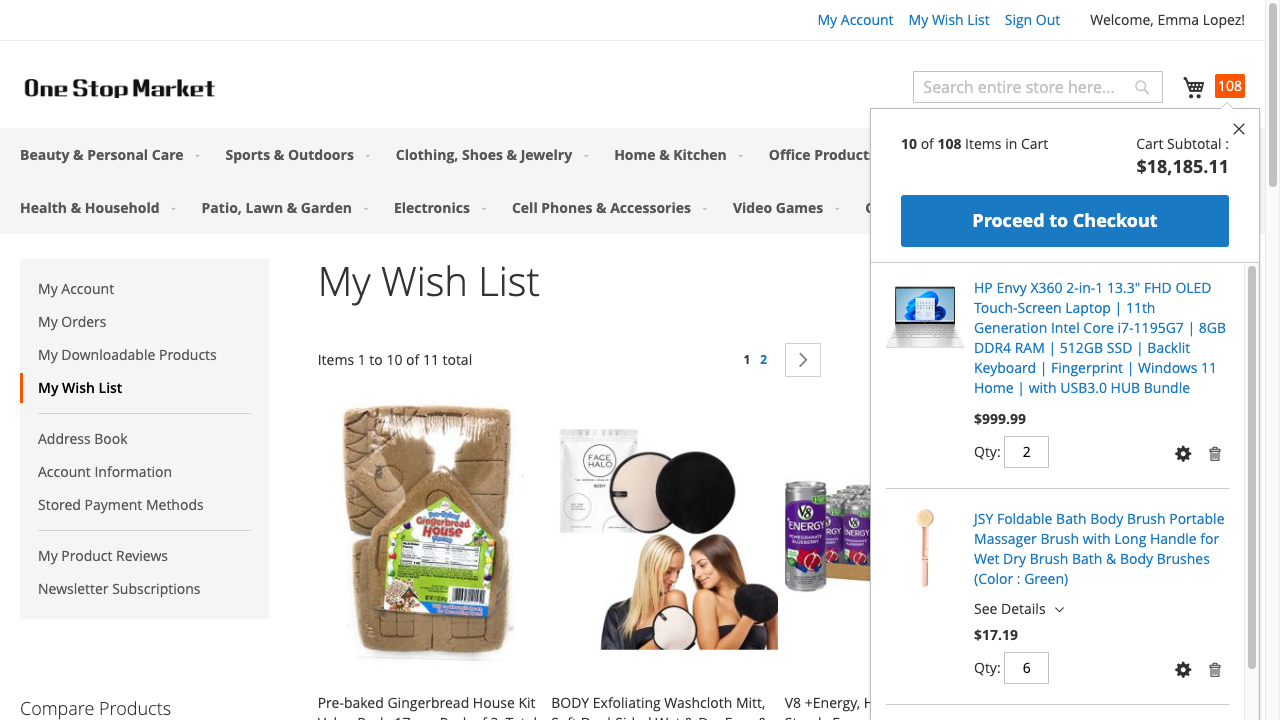 My Account My Wish List Sign Out Welcome, Emma Lopez!
One Stop Market
Search entire store here...
108
Beauty & Personal Care Sports & Outdoors Clothing, Shoes & Jewelry Home & Kitchen Office Product
Health & Household Patio, Lawn & Garden Electronics Cell Phones & Accessories Video Games
10 of 108 Items in Cart
Cart Subtotal :
$18,185.11
Proceed to Checkout
HP Envy X360 2-in-1 13.3" FHD OLED
Touch-Screen Laptop | 11th
Generation Intel Core i7-1195G7 | 8GB
DDR4 RAM | 512GB SSD | Backlit
Keyboard | Fingerprint | Windows 11
Home | with USB3.0 HUB Bundle
$999.99
Qty: 2
JSY Foldable Bath Body Brush Portable
Massager Brush with Long Handle for
Wet Dry Brush Bath & Body Brushes
(Color : Green)
See Details
$17.19
Qty: 6
My Account
My Orders
My Downloadable Products
My Wish List
Address Book
Account Information
Stored Payment Methods
My Product Reviews
Newsletter Subscriptions
Compare Products
My Wish List
Items 1 to 10 of 11 total
1 2
Pre-Baked
Gingerbread
House
FACE
HALO
BODY
V8
ENERGY
POMEGRANATE
BLUEBERRY
Pre-baked Gingerbread House Kit
BODY Exfoliating Washcloth Mitt,
V8 +Energy, H